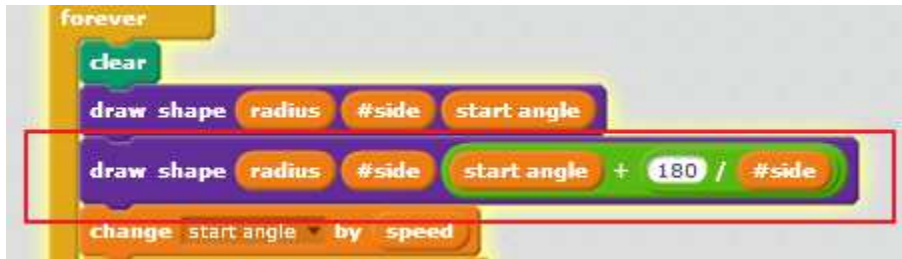 forever
clear
draw shape radius #side start angle
draw shape radius #side start angle + 180 / #side
change start angle by speed